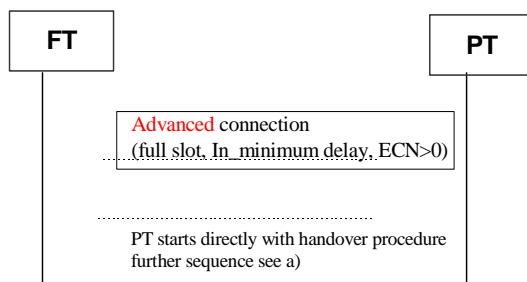 FT
PT
Advanced connection
(full slot, In_minimum delay, ECN>0)
PT starts directly with handover procedure
further sequence see a)